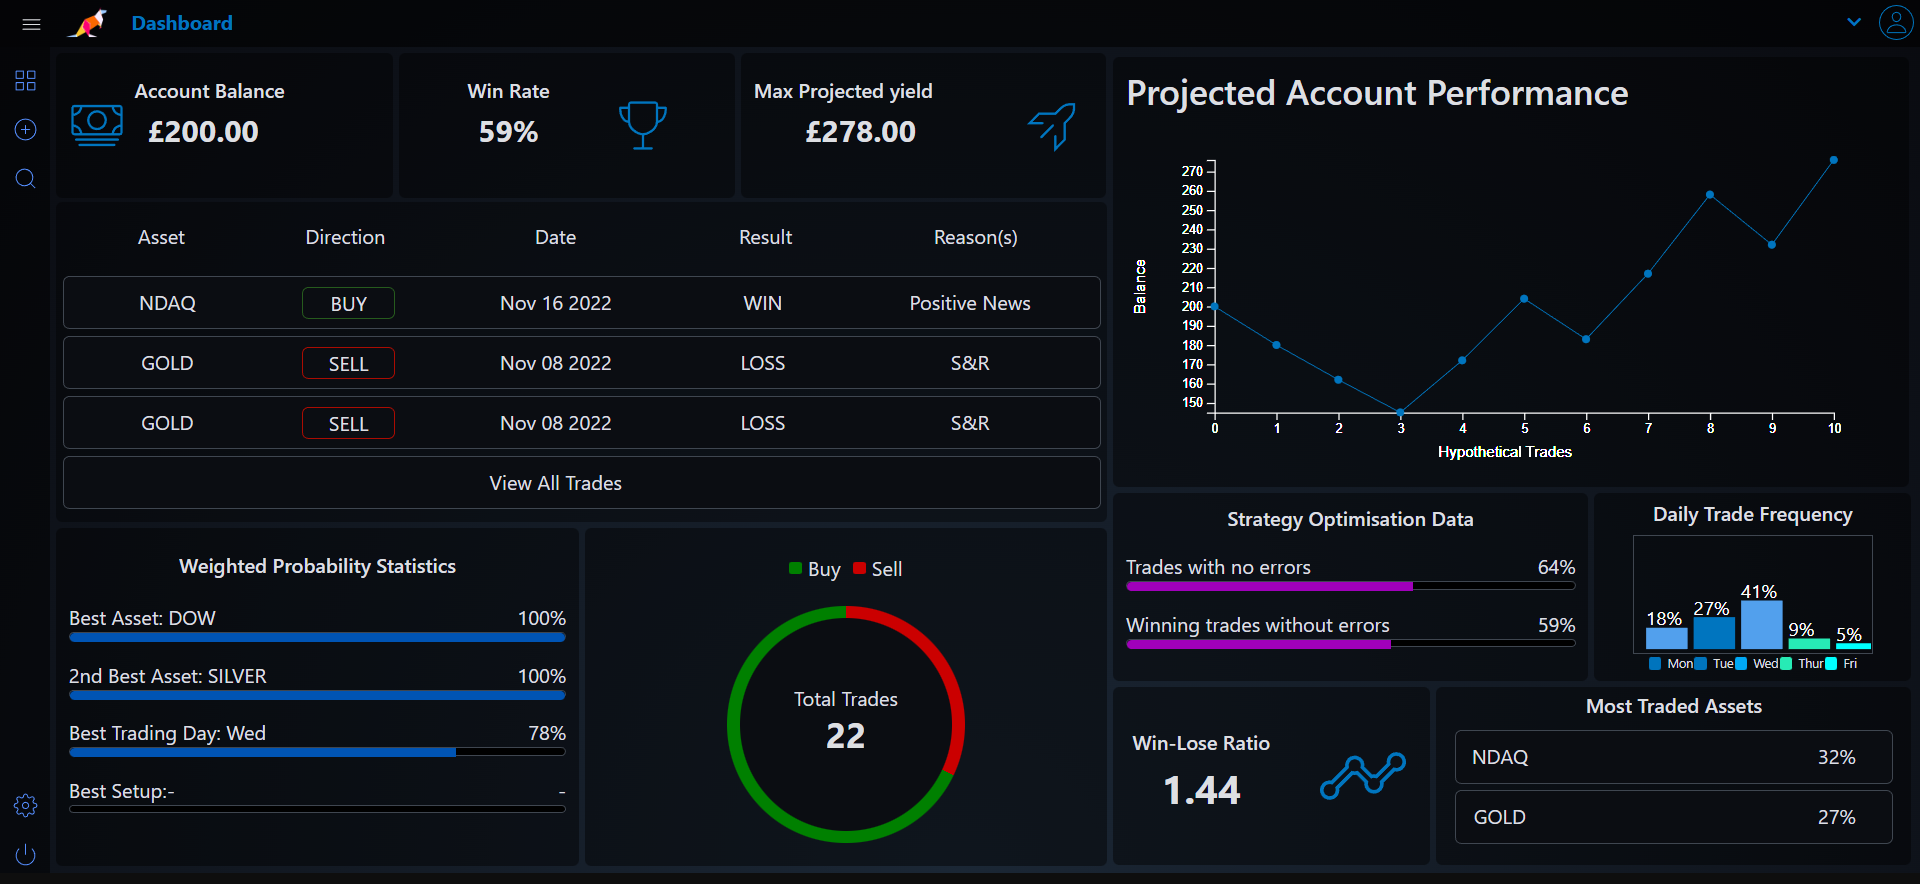 Dashboard
Account Balance
£200.00
Win Rate
59%
Max Projected yield
£278.00
Asset Direction Date Result Reason(s)
NDAQ BUY Nov 16 2022 WIN Positive News
GOLD SELL Nov 08 2022 LOSS S&R
GOLD SELL Nov 08 2022 LOSS S&R
View All Trades
Weighted Probability Statistics
Best Asset: DOW 100%
2nd Best Asset: SILVER 100%
Best Trading Day: Wed 78%
Best Setup:- -
Buy Sell
Total Trades
22
Projected Account Performance
270
260
250
240
230
220
210
200
190
180
170
160
150
Balance
0 1 2 3 4 5 6 7 8 9 10
Hypothetical Trades
Strategy Optimisation Data
Trades with no errors 64%
Winning trades without errors 59%
Daily Trade Frequency
18% 27% 41% 9% 5%
Mon Tue Wed Thur Fri
Win-Lose Ratio
1.44
Most Traded Assets
NDAQ 32%
GOLD 27%